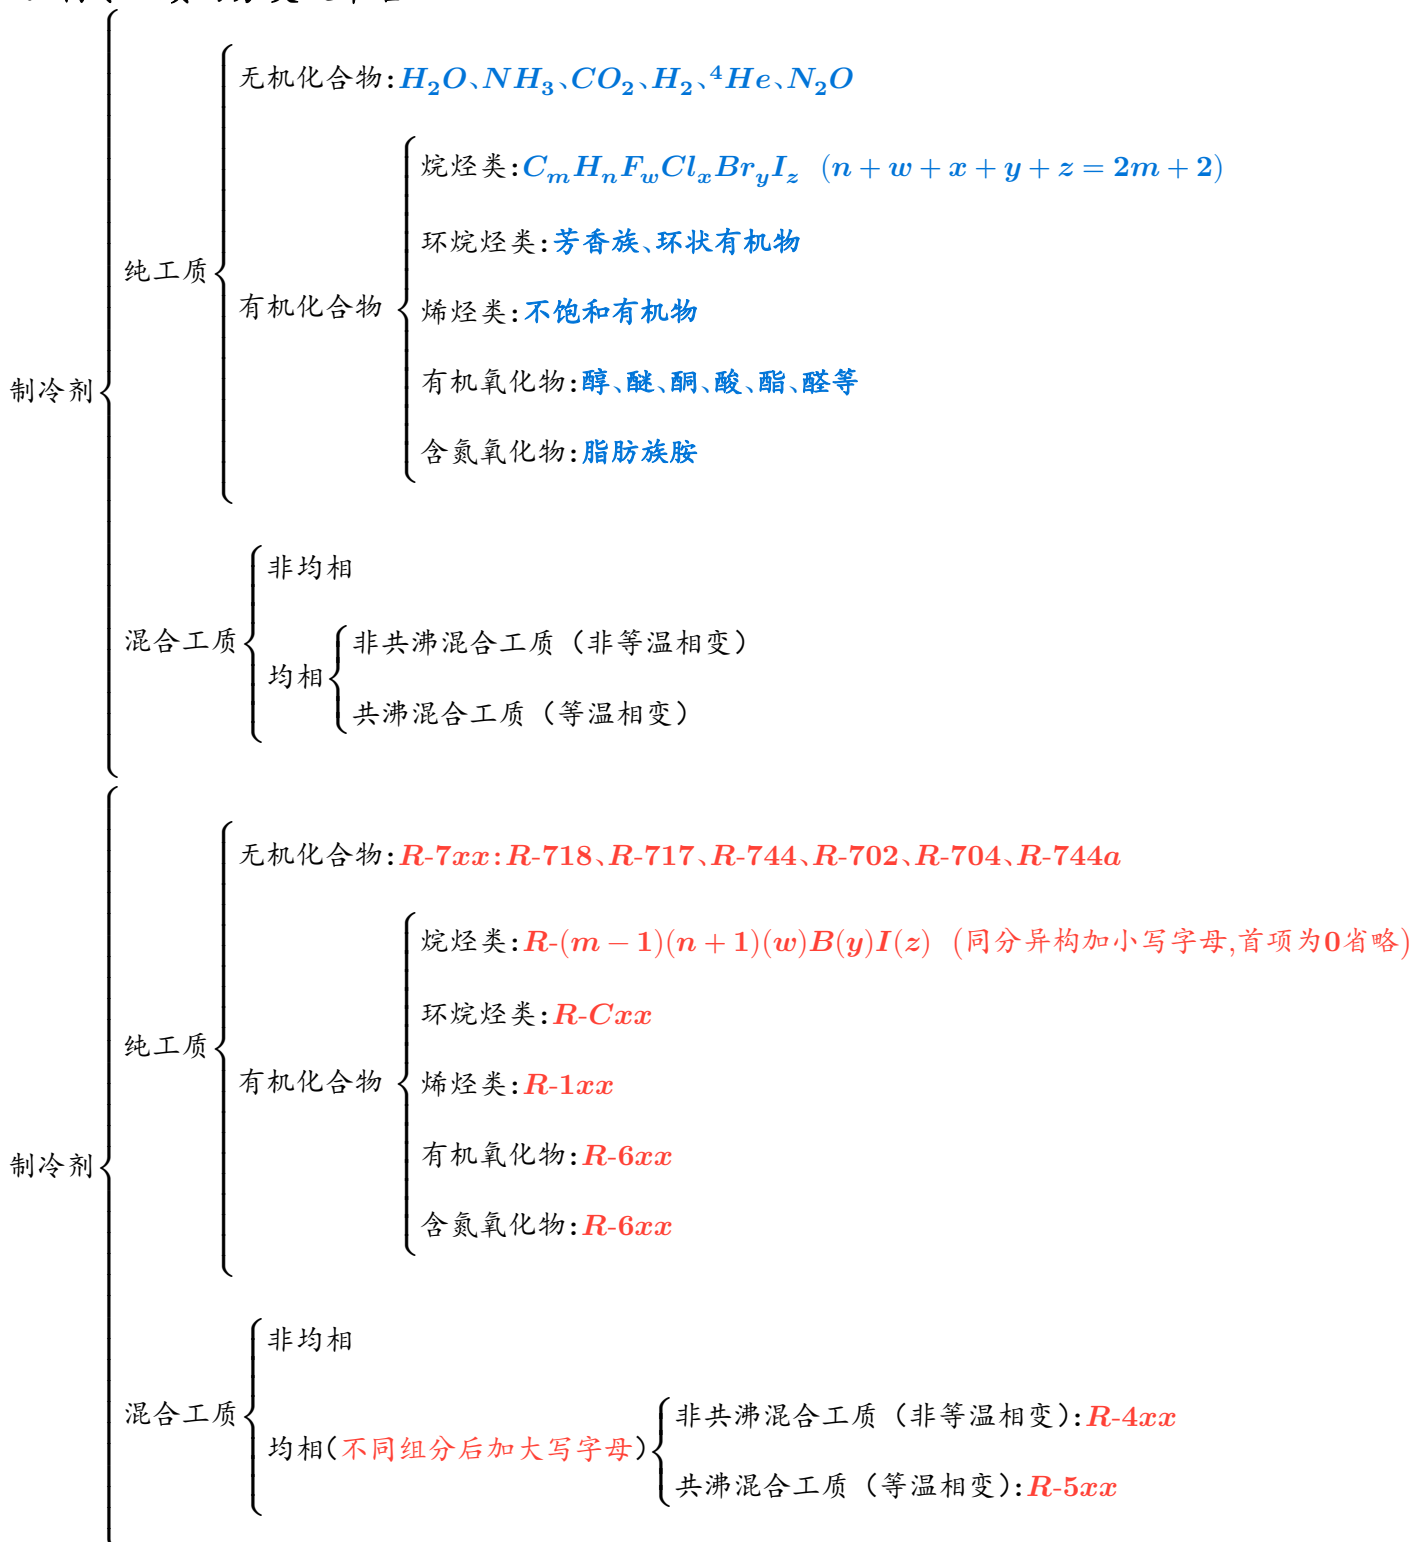 无机化合物:H₂O、NH₃、CO₂、H₂、⁴He、N₂O
烷烃类:CₘHₙF_wClₓBr_yI_z (n + w + x + y + z = 2m + 2)
环烷烃类:芳香族、环状有机物
纯工质
有机化合物
烯烃类:不饱和有机物
制冷剂
有机氧化物:醇、醚、酮、酸、酯、醛等
含氮氧化物:脂肪族胺
非均相
混合工质
非共沸混合工质（非等温相变）
均相
共沸混合工质（等温相变）
无机化合物:R-7xx:R-718、R-717、R-744、R-702、R-704、R-744a
烷烃类:R-(m − 1)(n + 1)(w)B(y)I(z) (同分异构加小写字母,首项为0省略)
环烷烃类:R-Cxx
纯工质
有机化合物
烯烃类:R-1xx
有机氧化物:R-6xx
制冷剂
含氮氧化物:R-6xx
非均相
混合工质
非共沸混合工质（非等温相变）:R-4xx
均相(不同组分后加大写字母)
共沸混合工质（等温相变）:R-5xx